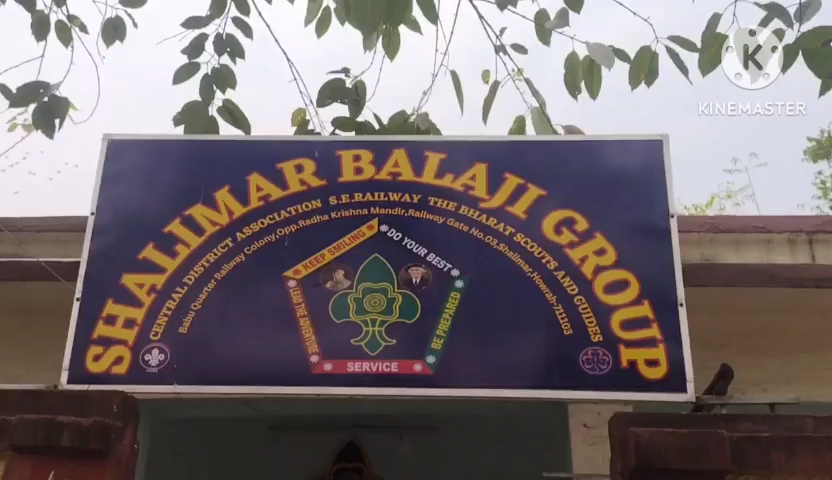 KINEMASTER
SHALIMAR BALAJI GROUP
CENTRAL DISTRICT ASSOCIATION S.E.RAILWAY THE BHARAT SCOUTS AND GUIDES
Babu Quarter Railway Colony,Opp.Radha Krishna Mandir,Railway Gate No.03,Shalimar,Howrah-711103
KEEP SMILING
DO YOUR BEST
LEAD THE ADVENTURE
BE PREPARED
SERVICE